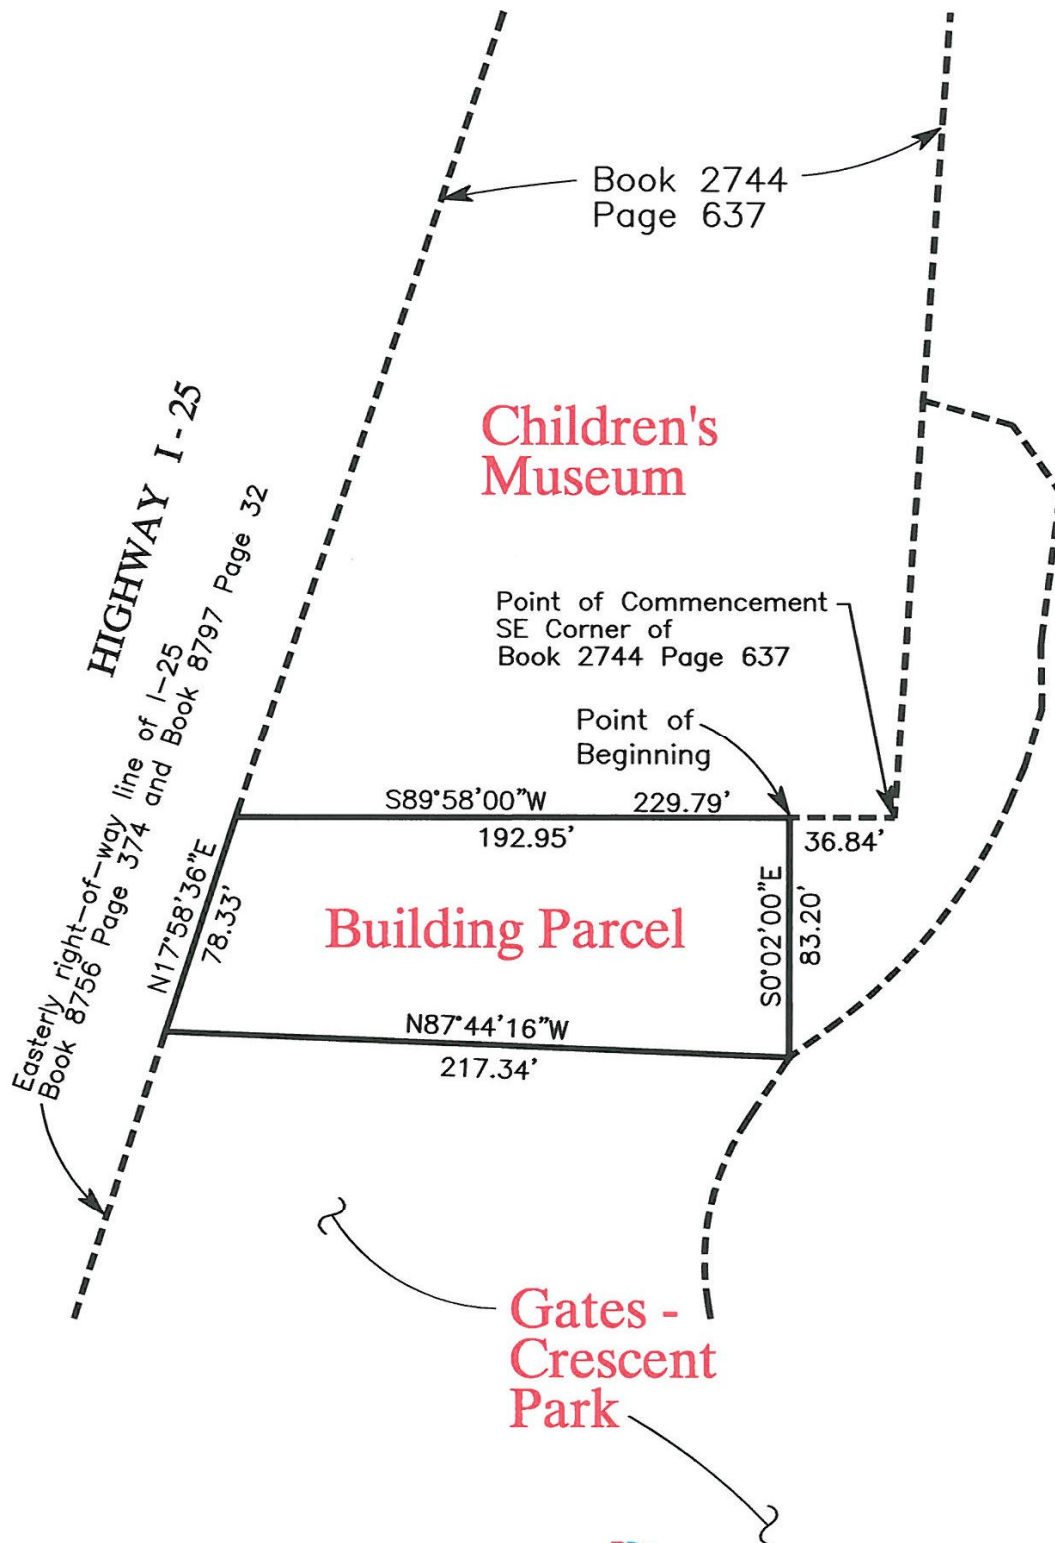 Book 2744
Page 637
HIGHWAY I-25
Easterly right-of-way line of I-25
Book 8756 Page 374 and Book 8797 Page 32
Children's
Museum
Point of Commencement
SE Corner of
Book 2744 Page 637
Point of
Beginning
S89°58'00"W 229.79'
192.95'
36.84'
N17°58'36"E
78.33'
Building Parcel
S0°02'00"E
83.20'
N87°44'16"W
217.34'
Gates -
Crescent
Park